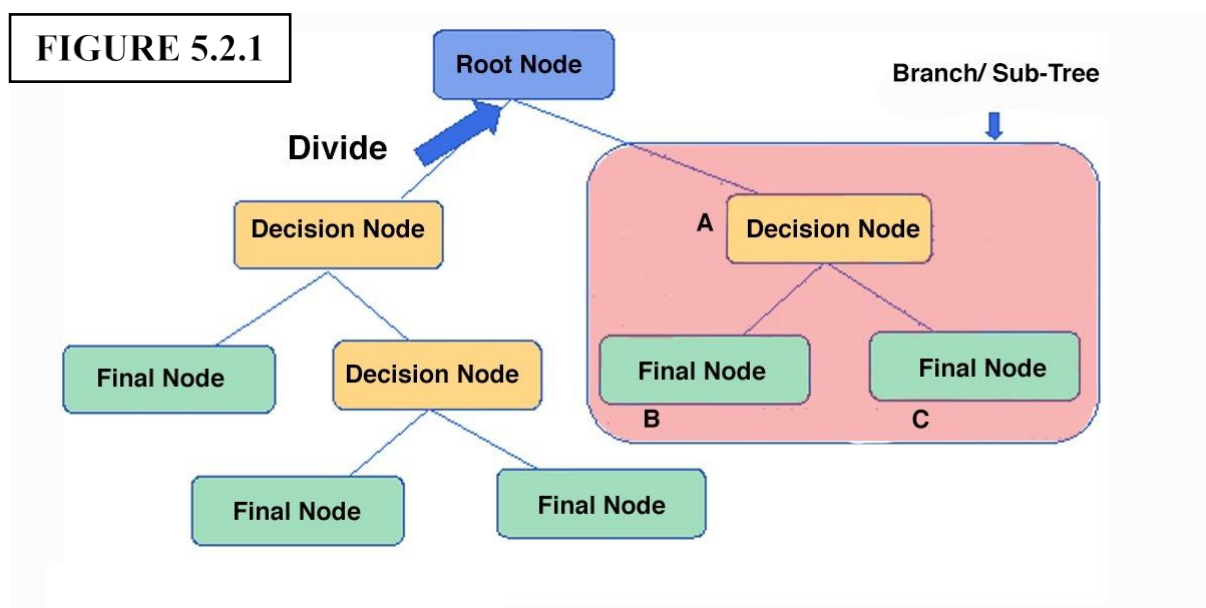 FIGURE 5.2.1
Root Node
Branch/ Sub-Tree
Divide
Decision Node
A
Decision Node
Final Node
Decision Node
Final Node
Final Node
B
C
Final Node
Final Node